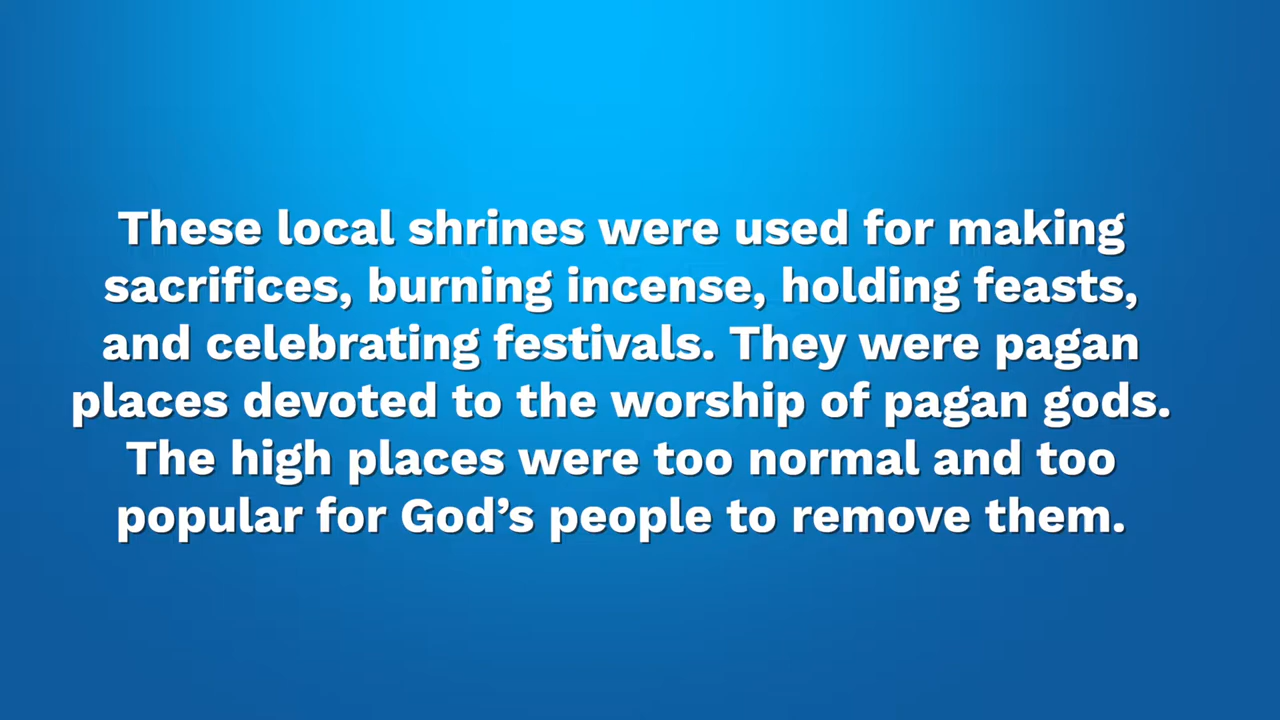 These local shrines were used for making
sacrifices, burning incense, holding feasts,
and celebrating festivals. They were pagan
places devoted to the worship of pagan gods.
The high places were too normal and too
popular for God’s people to remove them.